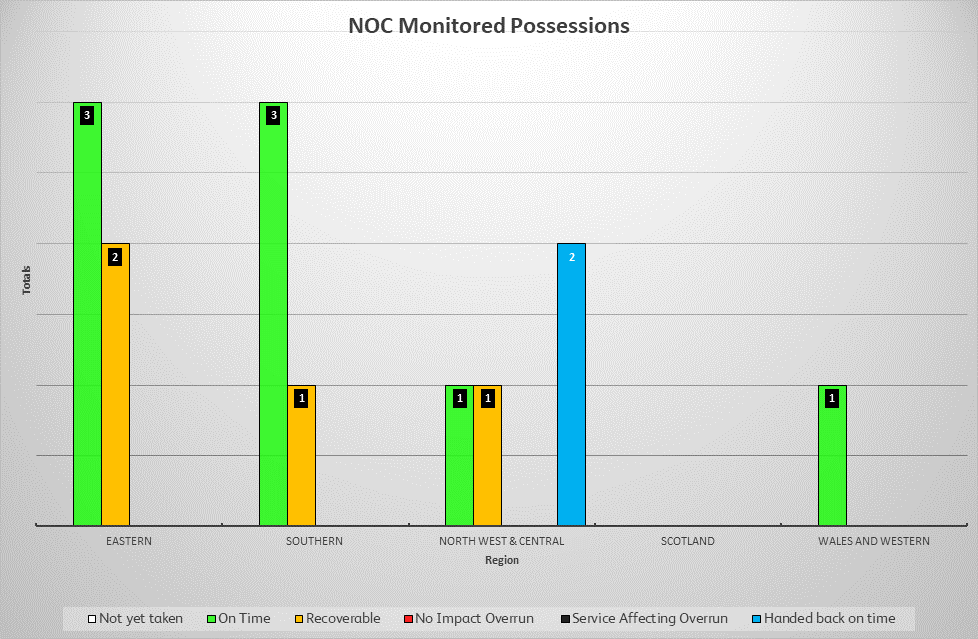 NOC Monitored Possessions
3
3
2
2
1
1
1
1
Totals
EASTERN
SOUTHERN
NORTH WEST & CENTRAL
SCOTLAND
WALES AND WESTERN
Region
Not yet taken
On Time
Recoverable
No Impact Overrun
Service Affecting Overrun
Handed back on time